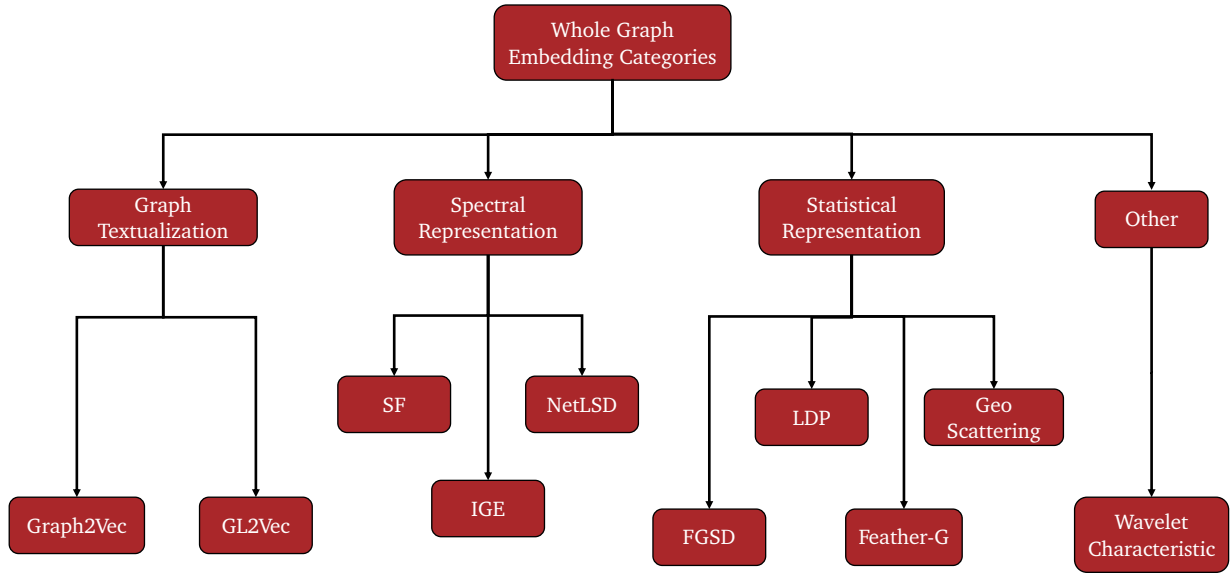 Whole Graph
Embedding Categories
Graph
Textualization
Spectral
Representation
Statistical
Representation
Other
SF
NetLSD
LDP
Geo
Scattering
Graph2Vec
GL2Vec
IGE
FGSD
Feather-G
Wavelet
Characteristic